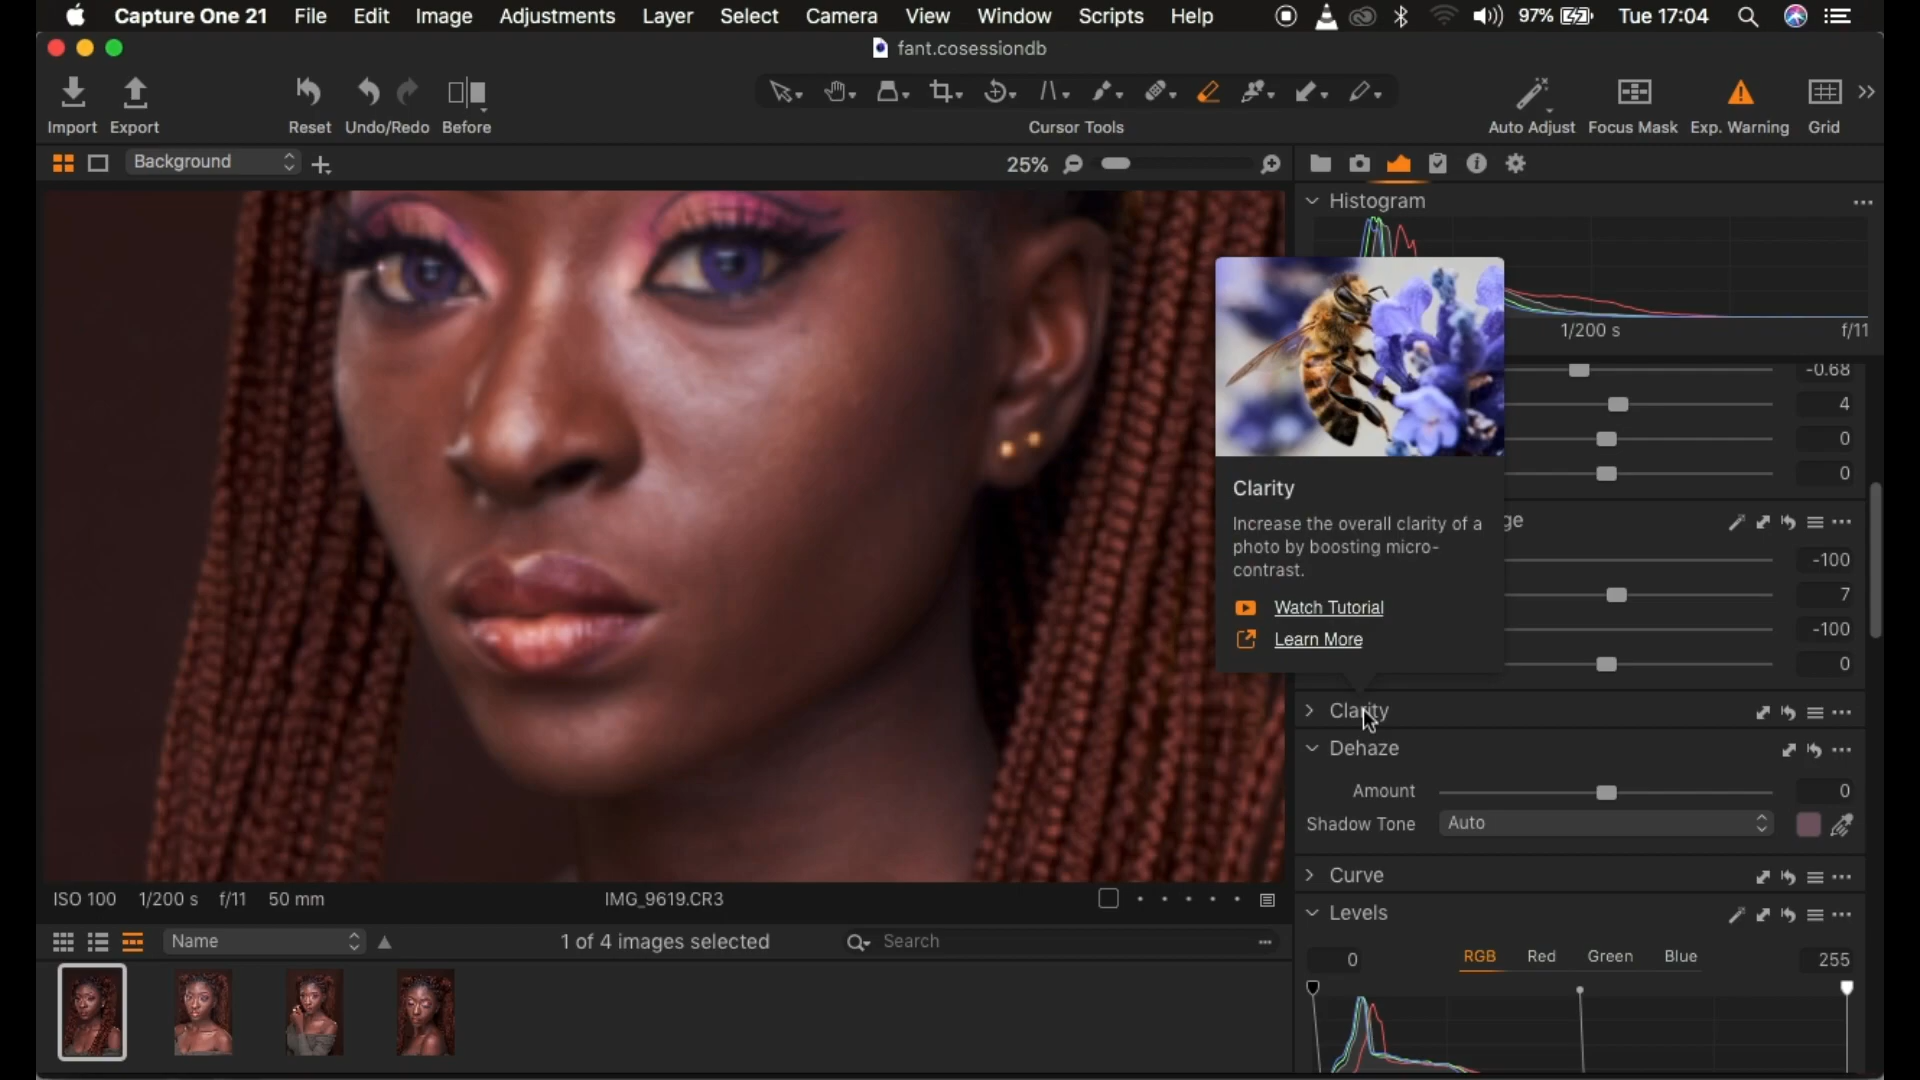 Capture One 21 File Edit Image Adjustments Layer Select Camera View Window Scripts Help 97% Tue 17:04
fant.cosessiondb
Import Export Reset Undo/Redo Before Cursor Tools Auto Adjust Focus Mask Exp. Warning Grid
Background 25%
Histogram
1/200 s f/11
-0.68
4
0
0
Clarity
Increase the overall clarity of a
photo by boosting micro-
contrast.
Watch Tutorial
Learn More
ge
-100
7
-100
0
Clarity
Dehaze
Amount 0
Shadow Tone Auto
Curve
Levels
0 RGB Red Green Blue 255
ISO 100 1/200 s f/11 50 mm IMG_9619.CR3
Name 1 of 4 images selected Search